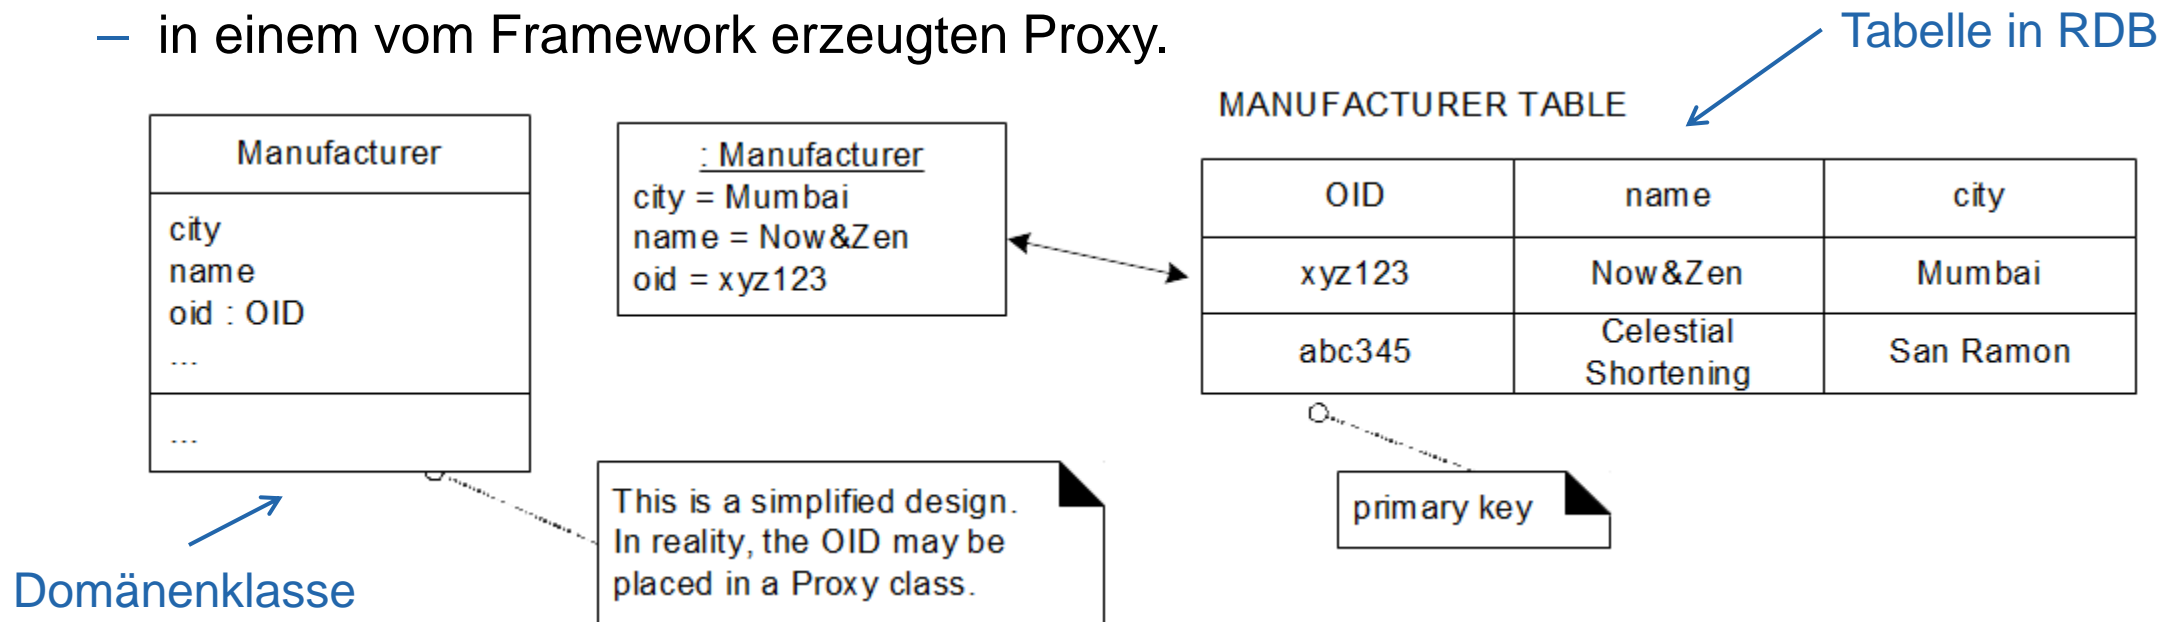 – in einem vom Framework erzeugten Proxy.
Tabelle in RDB
MANUFACTURER TABLE
Manufacturer
city
name
oid : OID
...
...
: Manufacturer
city = Mumbai
name = Now&Zen
oid = xyz123
OID name city
xyz123 Now&Zen Mumbai
abc345 Celestial Shortening San Ramon
This is a simplified design.
In reality, the OID may be
placed in a Proxy class.
primary key
Domänenklasse